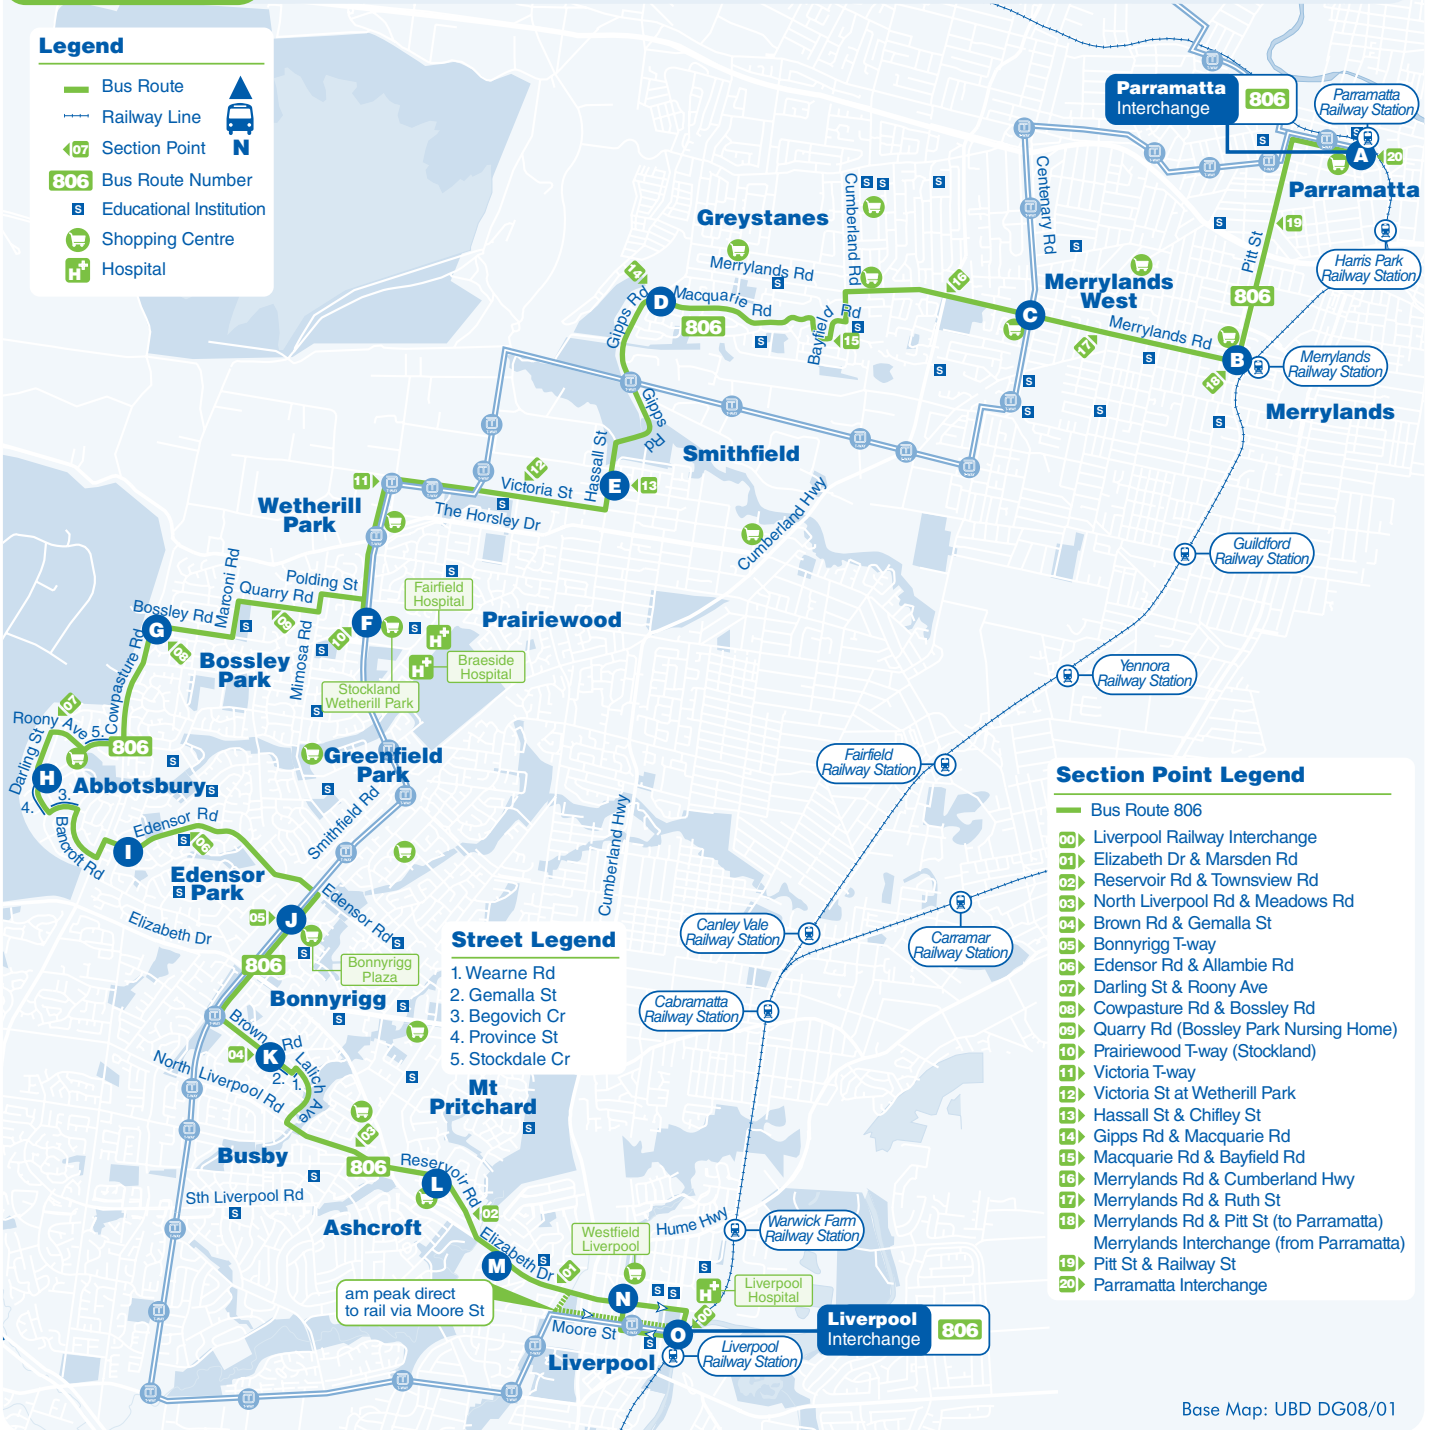 Legend
Bus Route
Railway Line
07 Section Point
N
806 Bus Route Number
S Educational Institution
Shopping Centre
H+ Hospital
Parramatta
Interchange
806
Parramatta
Railway Station
A
20
Parramatta
19
Pitt St
Harris Park
Railway Station
806
Centenary Rd
Cumberland Rd
Greystanes
Merrylands Rd
14
D
Macquarie Rd
806
Gipps Rd
Bayfield Rd
15
16
C
Merrylands
West
Merrylands Rd
17
B
18
Merrylands
Railway Station
Merrylands
Gipps Rd
Smithfield
Hassall St
E
13
12
Victoria St
The Horsley Dr
11
Wetherill
Park
Cumberland Hwy
Guildford
Railway Station
Marconi Rd
Polding St
Quarry Rd
09
Bossley Rd
G
08
Cowpasture Rd
Bossley
Park
Mimosa Rd
10
F
Fairfield
Hospital
H+
Prairiewood
Braeside
Hospital
H+
Stockland
Wetherill Park
Yennora
Railway Station
07
Roony Ave
5.
806
Darling St
H
Abbotsbury
3.
4.
Bancroft Rd
I
Edensor Rd
06
Greenfield
Park
Smithfield Rd
Fairfield
Railway Station
Edensor
Park
Elizabeth Dr
05
J
Edensor Rd
806
Bonnyrigg
Plaza
Bonnyrigg
Cumberland Hwy
Canley Vale
Railway Station
Carramar
Railway Station
Cabramatta
Railway Station
Street Legend
1. Wearne Rd
2. Gemalla St
3. Begovich Cr
4. Province St
5. Stockdale Cr
Brown Rd
04
K
2.
1.
Lalich Ave
North Liverpool Rd
Mt
Pritchard
03
Busby
806
Reservoir Rd
L
Sth Liverpool Rd
Ashcroft
02
Elizabeth Dr
M
01
Westfield
Liverpool
Hume Hwy
Warwick Farm
Railway Station
am peak direct
to rail via Moore St
N
H+
Liverpool
Hospital
00
Moore St
O
Liverpool
Liverpool
Interchange
806
Liverpool
Railway Station
Section Point Legend
Bus Route 806
00 Liverpool Railway Interchange
01 Elizabeth Dr & Marsden Rd
02 Reservoir Rd & Townsview Rd
03 North Liverpool Rd & Meadows Rd
04 Brown Rd & Gemalla St
05 Bonnyrigg T-way
06 Edensor Rd & Allambie Rd
07 Darling St & Roony Ave
08 Cowpasture Rd & Bossley Rd
09 Quarry Rd (Bossley Park Nursing Home)
10 Prairiewood T-way (Stockland)
11 Victoria T-way
12 Victoria St at Wetherill Park
13 Hassall St & Chifley St
14 Gipps Rd & Macquarie Rd
15 Macquarie Rd & Bayfield Rd
16 Merrylands Rd & Cumberland Hwy
17 Merrylands Rd & Ruth St
18 Merrylands Rd & Pitt St (to Parramatta)
Merrylands Interchange (from Parramatta)
19 Pitt St & Railway St
20 Parramatta Interchange
Base Map: UBD DG08/01